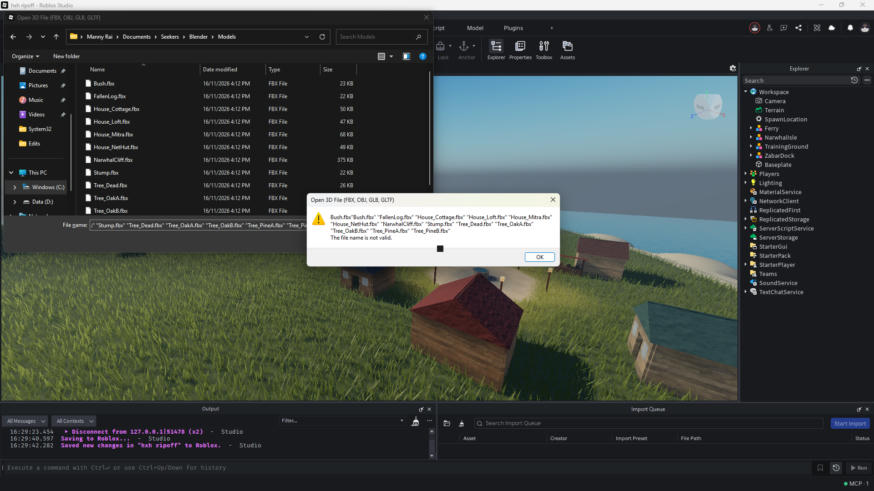 hxh ripoff - Roblox Studio
Open 3D File (FBX, OBJ, GLB, GLTF)
Manny Rai > Documents > Seekers > Blender > Models
Search Models
Organize
New folder
Documents
Pictures
Music
Videos
System32
Edits
This PC
Windows (C:)
Data (D:)
Name Date modified Type Size
Bush.fbx 16/11/2026 4:12 PM FBX File 23 KB
FallenLog.fbx 16/11/2026 4:12 PM FBX File 22 KB
House_Cottage.fbx 16/11/2026 4:12 PM FBX File 50 KB
House_Loft.fbx 16/11/2026 4:12 PM FBX File 47 KB
House_Mitra.fbx 16/11/2026 4:12 PM FBX File 68 KB
House_NetHut.fbx 16/11/2026 4:12 PM FBX File 49 KB
NarwhalCliff.fbx 16/11/2026 4:12 PM FBX File 375 KB
Stump.fbx 16/11/2026 4:12 PM FBX File 22 KB
Tree_Dead.fbx 16/11/2026 4:12 PM FBX File 26 KB
Tree_OakA.fbx 16/11/2026 4:12 PM FBX File
Tree_OakB.fbx 16/11/2026 4:12 PM FBX File
File name: "Stump.fbx" "Tree_Dead.fbx" "Tree_OakA.fbx" "Tree_OakB.fbx" "Tree_PineA.fbx" "Tree_Pin
Open 3D File (FBX, OBJ, GLB, GLTF)
Bush.fbx"Bush.fbx" "FallenLog.fbx" "House_Cottage.fbx" "House_Loft.fbx" "House_Mitra.fbx"
"House_NetHut.fbx" "NarwhalCliff.fbx" "Stump.fbx" "Tree_Dead.fbx" "Tree_OakA.fbx"
"Tree_OakB.fbx" "Tree_PineA.fbx" "Tree_PineB.fbx"
The file name is not valid.
OK
cript Model Plugins
Lock Anchor Explorer Properties Toolbox Assets
Explorer
Search
Workspace
Camera
Terrain
SpawnLocation
Ferry
NarwhalIsle
TrainingGround
ZabarDock
Baseplate
Players
Lighting
MaterialService
NetworkClient
ReplicatedFirst
ReplicatedStorage
ServerScriptService
ServerStorage
StarterGui
StarterPack
StarterPlayer
Teams
SoundService
TextChatService
Output
All Messages All Contexts Filter...
16:29:23.454 Disconnect from 127.0.0.1|51478 (x2) - Studio
16:29:40.597 Saving to Roblox... - Studio
16:29:42.282 Saved new changes in "hxh ripoff" to Roblox. - Studio
Import Queue
Search Import Queue
Start Import
Asset Creator Import Preset File Path Status
Execute a command with Ctrl+↵ or use Ctrl+Up/Down for history
Run
MCP · 1